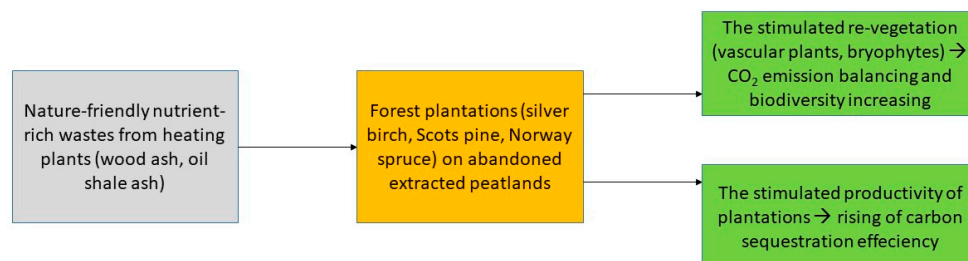 Nature-friendly nutrient-
rich wastes from heating
plants (wood ash, oil
shale ash)
Forest plantations (silver
birch, Scots pine, Norway
spruce) on abandoned
extracted peatlands
The stimulated re-vegetation
(vascular plants, bryophytes) →
CO₂ emission balancing and
biodiversity increasing
The stimulated productivity of
plantations → rising of carbon
sequestration effeciency